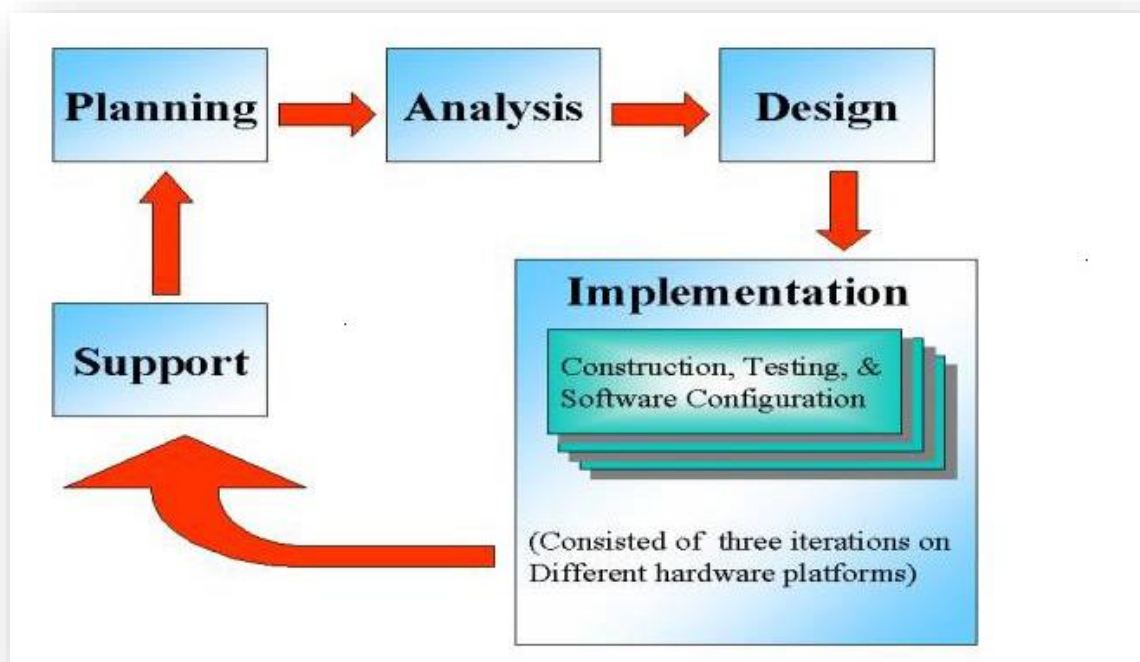 Planning
Analysis
Design
Implementation
Construction, Testing, &
Software Configuration
(Consisted of three iterations on
Different hardware platforms)
Support